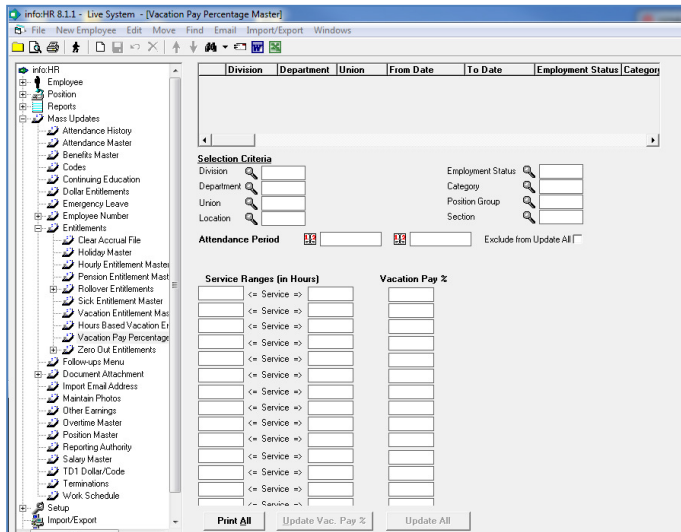 info:HR 8.1.1 - Live System - [Vacation Pay Percentage Master]
File New Employee Edit Move Find Email Import/Export Windows
info:HR
Employee
Position
Reports
Mass Updates
Attendance History
Attendance Master
Benefits Master
Codes
Continuing Education
Dollar Entitlements
Emergency Leave
Employee Number
Entitlements
Clear Accrual File
Holiday Master
Hourly Entitlement Master
Pension Entitlement Mast
Rollover Entitlements
Sick Entitlement Master
Vacation Entitlement Mas
Hours Based Vacation Er
Vacation Pay Percentage
Zero Out Entitlements
Follow-ups Menu
Document Attachment
Import Email Address
Maintain Photos
Other Earnings
Overtime Master
Position Master
Reporting Authority
Salary Master
TD1 Dollar/Code
Terminations
Work Schedule
Setup
Import/Export
Division Department Union From Date To Date Employment Status Categor
Selection Criteria
Division Employment Status
Department Category
Union Position Group
Location Section
Attendance Period Exclude from Update All
Service Ranges (in Hours) Vacation Pay %
<= Service =>
<= Service =>
<= Service =>
<= Service =>
<= Service =>
<= Service =>
<= Service =>
<= Service =>
<= Service =>
<= Service =>
<= Service =>
<= Service =>
<= Service =>
<= Service =>
Print All Update Vac. Pay % Update All